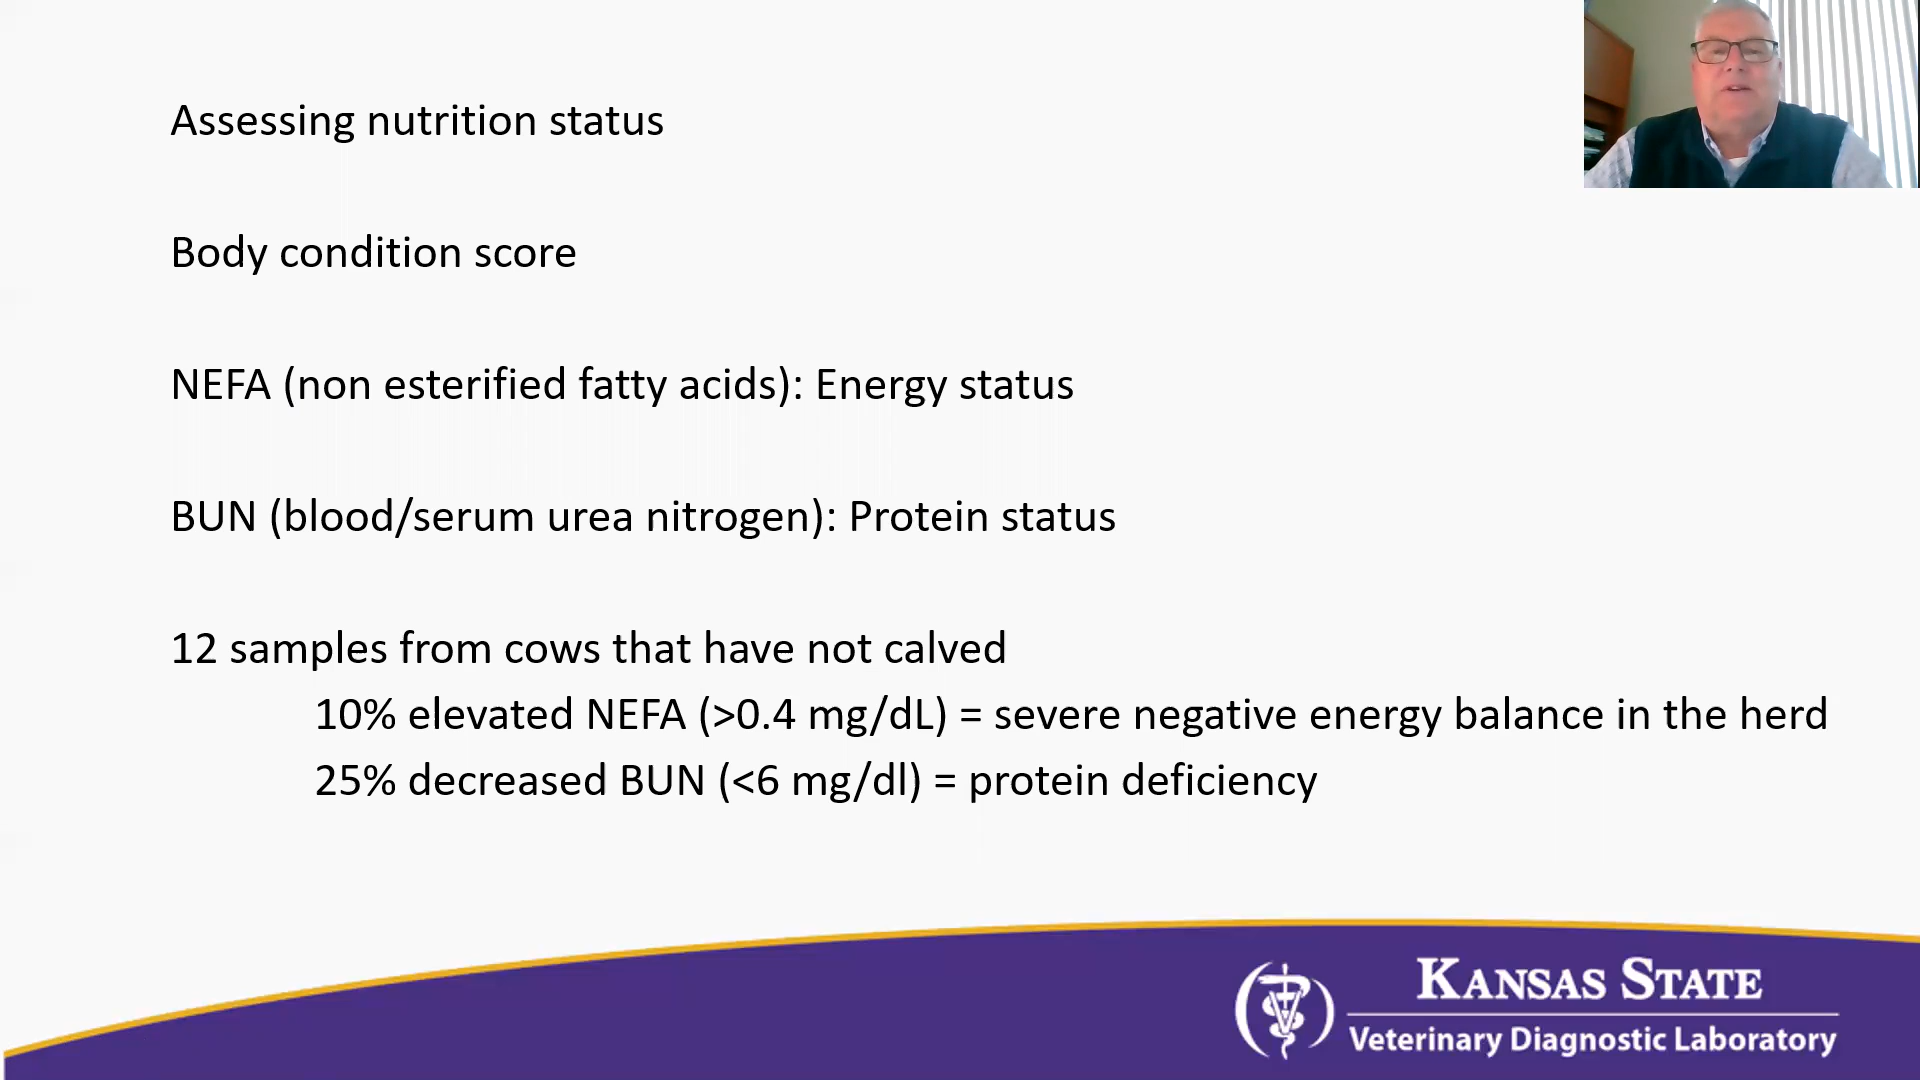 Assessing nutrition status
Body condition score
NEFA (non esterified fatty acids): Energy status
BUN (blood/serum urea nitrogen): Protein status
12 samples from cows that have not calved
10% elevated NEFA (>0.4 mg/dL) = severe negative energy balance in the herd
25% decreased BUN (<6 mg/dl) = protein deficiency
KANSAS STATE
Veterinary Diagnostic Laboratory